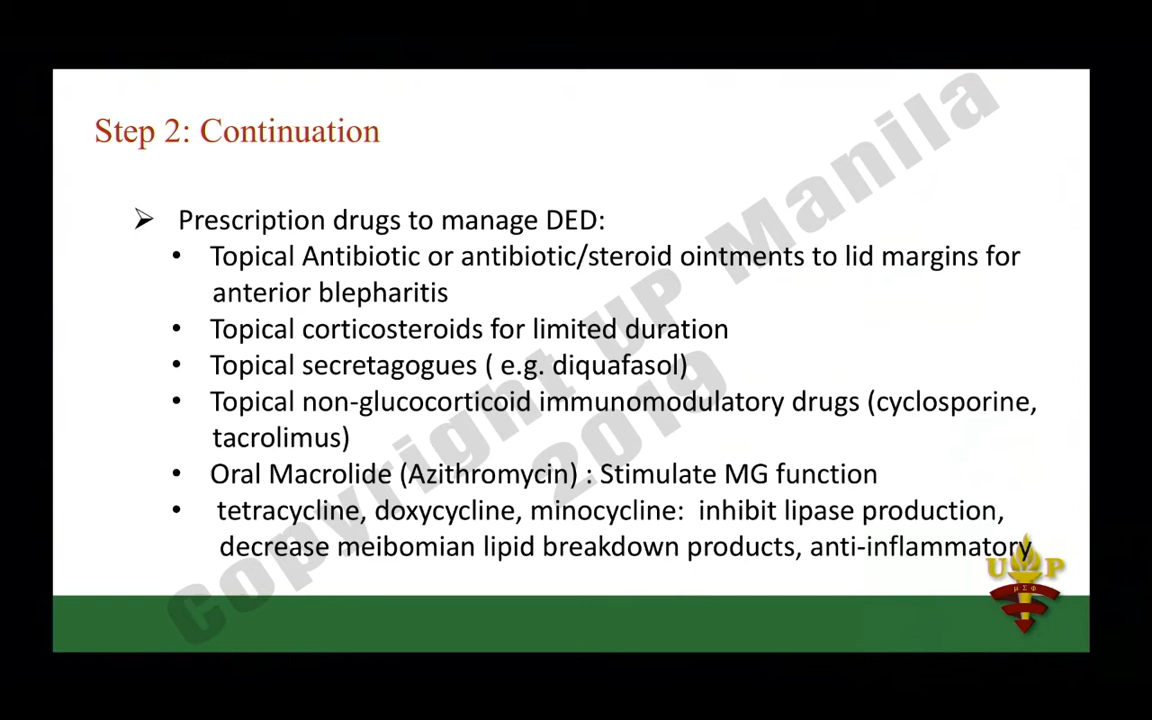 Step 2: Continuation
➢ Prescription drugs to manage DED:
• Topical Antibiotic or antibiotic/steroid ointments to lid margins for
anterior blepharitis
• Topical corticosteroids for limited duration
• Topical secretagogues ( e.g. diquafasol)
• Topical non-glucocorticoid immunomodulatory drugs (cyclosporine,
tacrolimus)
• Oral Macrolide (Azithromycin) : Stimulate MG function
• tetracycline, doxycycline, minocycline: inhibit lipase production,
decrease meibomian lipid breakdown products, anti-inflammatory
Copyright UP Manila
2019
U P
μ Σ Φ